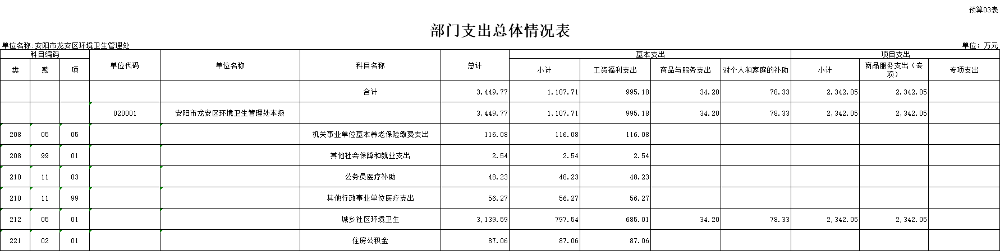 预算03表
部门支出总体情况表
单位名称:安阳市龙安区环境卫生管理处 单位：万元
科目编码 单位代码 单位名称 科目名称 总计 基本支出 项目支出
类 款 项 小计 工资福利支出 商品与服务支出 对个人和家庭的补助 小计 商品服务支出（专项） 专项支出
合计 3,449.77 1,107.71 995.18 34.20 78.33 2,342.05 2,342.05
020001 安阳市龙安区环境卫生管理处本级 3,449.77 1,107.71 995.18 34.20 78.33 2,342.05 2,342.05
208 05 05 机关事业单位基本养老保险缴费支出 116.08 116.08 116.08
208 99 01 其他社会保障和就业支出 2.54 2.54 2.54
210 11 03 公务员医疗补助 48.23 48.23 48.23
210 11 99 其他行政事业单位医疗支出 56.27 56.27 56.27
212 05 01 城乡社区环境卫生 3,139.59 797.54 685.01 34.20 78.33 2,342.05 2,342.05
221 02 01 住房公积金 87.06 87.06 87.06